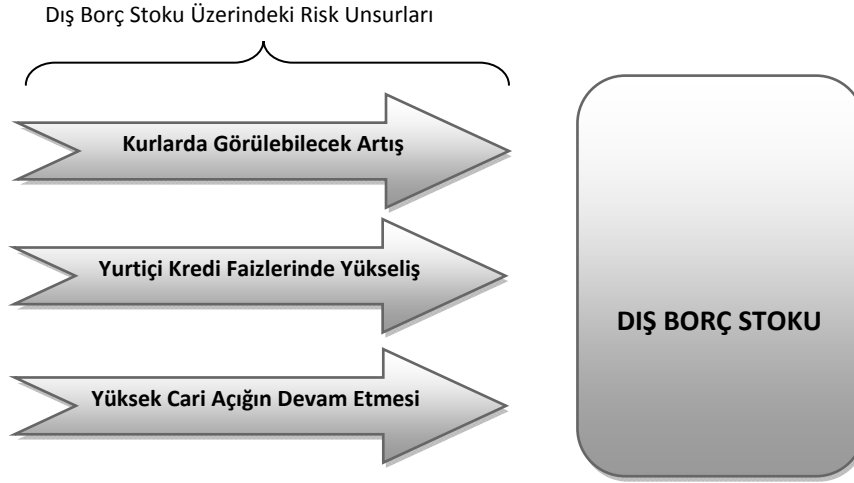 Dış Borç Stoku Üzerindeki Risk Unsurları
Kurlarda Görülebilecek Artış
Yurtiçi Kredi Faizlerinde Yükseliş
Yüksek Cari Açığın Devam Etmesi
DIŞ BORÇ STOKU